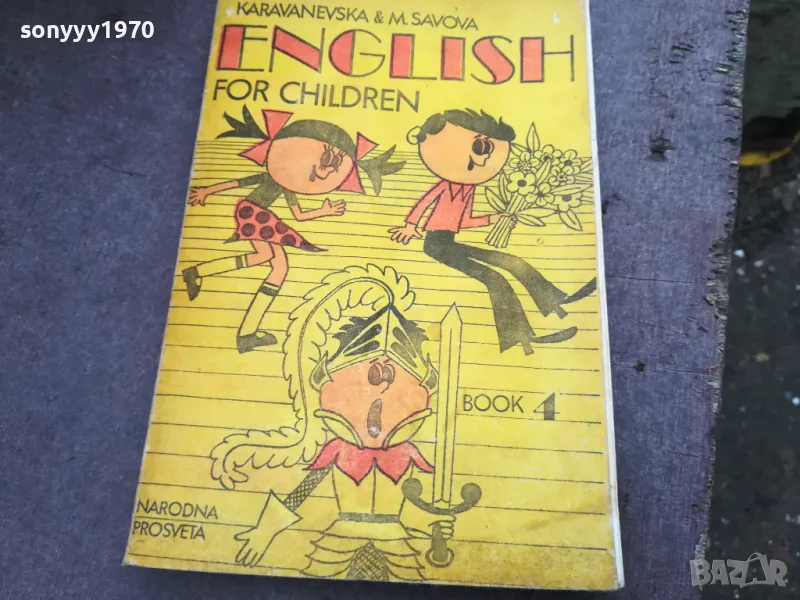 sonyyy1970
KARAVANEVSKA & M. SAVOVA
ENGLISH
FOR CHILDREN
BOOK 4
NARODNA
PROSVETA
BAZAR